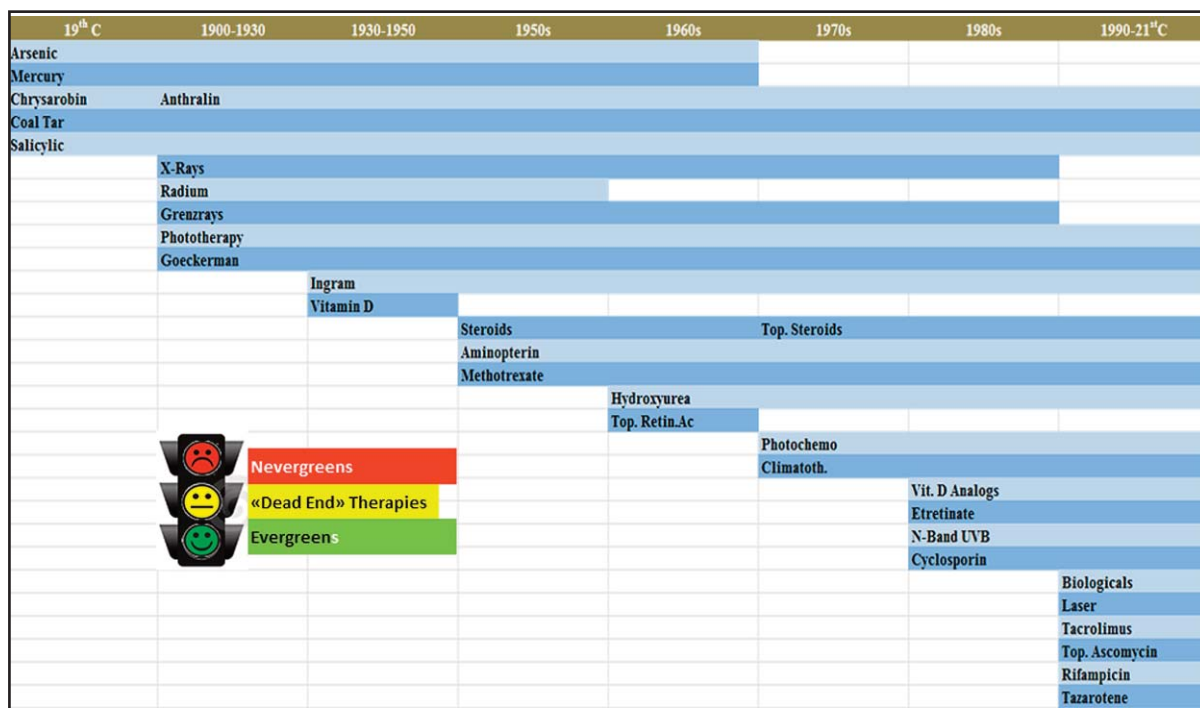 19th C 1900-1930 1930-1950 1950s 1960s 1970s 1980s 1990-21stC
Arsenic
Mercury
Chrysarobin Anthralin
Coal Tar
Salicylic
X-Rays
Radium
Grenzrays
Phototherapy
Goeckerman
Ingram
Vitamin D
Steroids Top. Steroids
Aminopterin
Methotrexate
Hydroxyurea
Top. Retin.Ac
Photochemo
Nevergreens
Climatoth.
«Dead End» Therapies
Vit. D Analogs
Etretinate
Evergreens
N-Band UVB
Cyclosporin
Biologicals
Laser
Tacrolimus
Top. Ascomycin
Rifampicin
Tazarotene